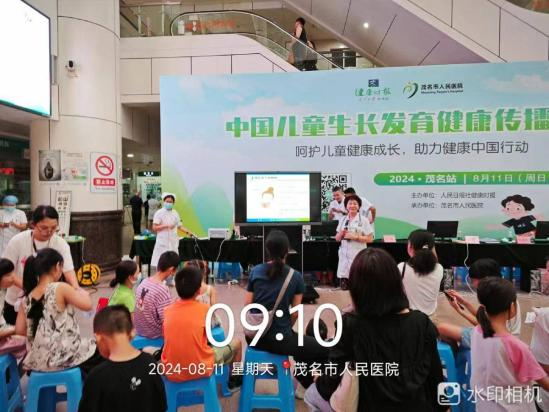 健康时报
茂名市人民医院
Maoming People's Hospital
中国儿童生长发育健康传播
呵护儿童健康成长，助力健康中国行动
2024·茂名站 | 8月11日（周日
主办单位：人民日报社健康时报
承办单位：茂名市人民医院
09:10
2024-08-11 星期天 茂名市人民医院
水印相机